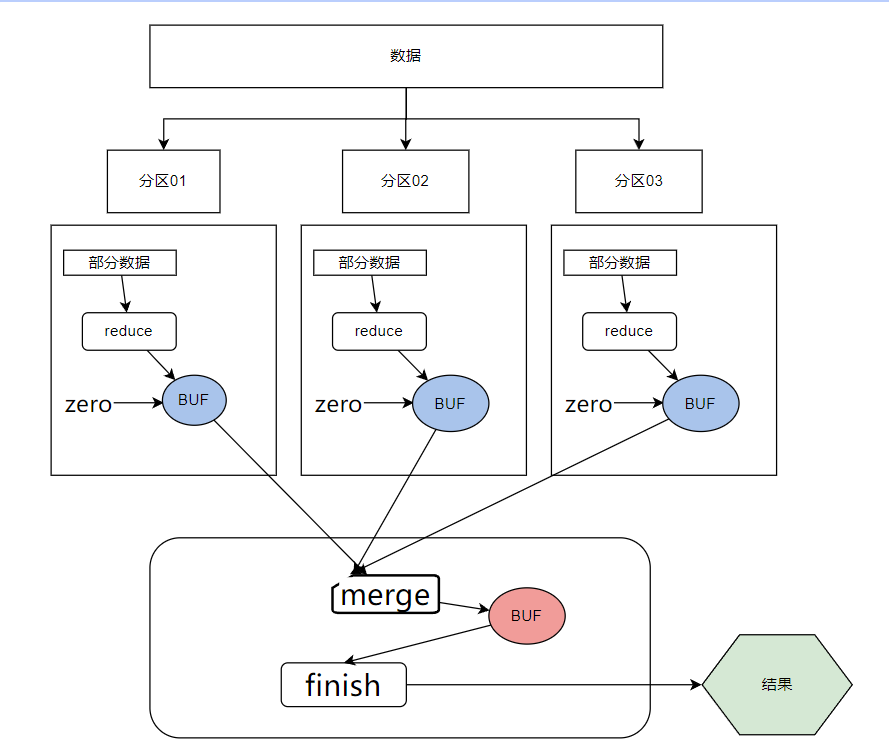 数据
分区01
分区02
分区03
部分数据
部分数据
部分数据
reduce
reduce
reduce
zero
BUF
zero
BUF
zero
BUF
merge
BUF
finish
结果